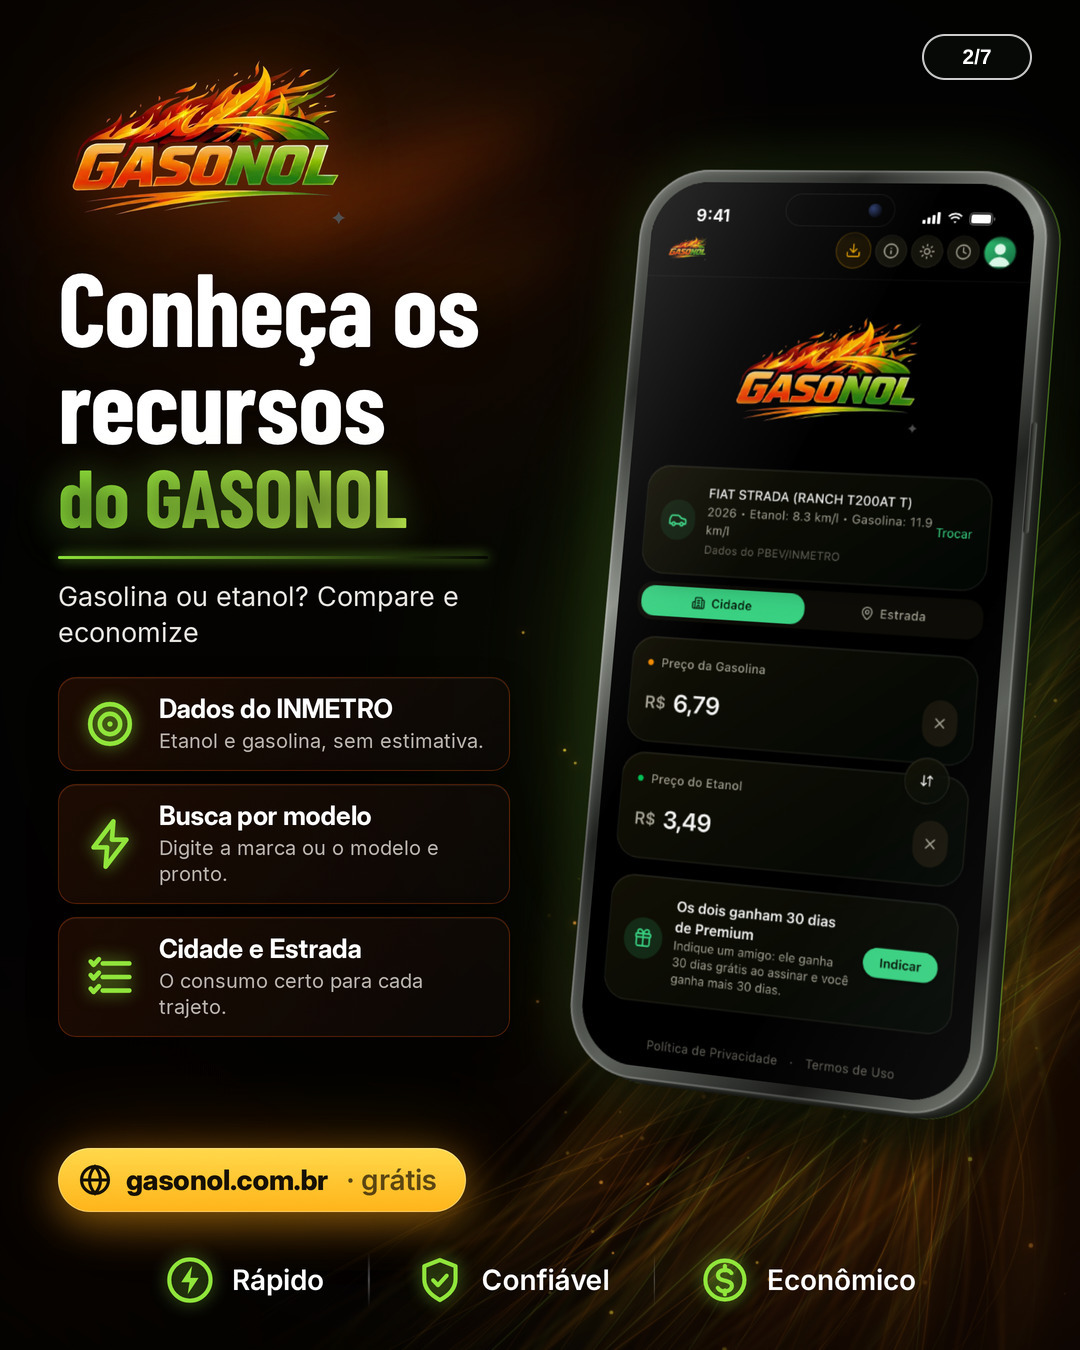 2/7
GASONOL
Conheça os
recursos
do GASONOL
Gasolina ou etanol? Compare e
economize
Dados do INMETRO
Etanol e gasolina, sem estimativa.
Busca por modelo
Digite a marca ou o modelo e
pronto.
Cidade e Estrada
O consumo certo para cada
trajeto.
9:41
GASONOL
GASONOL
FIAT STRADA (RANCH T200AT T)
2026 • Etanol: 8.3 km/l • Gasolina: 11.9
km/l
Trocar
Dados do PBEV/INMETRO
Cidade
Estrada
Preço da Gasolina
R$ 6,79
Preço do Etanol
R$ 3,49
Os dois ganham 30 dias
de Premium
Indique um amigo: ele ganha
30 dias grátis ao assinar e você
ganha mais 30 dias.
Indicar
Política de Privacidade · Termos de Uso
gasonol.com.br · grátis
Rápido
Confiável
Econômico